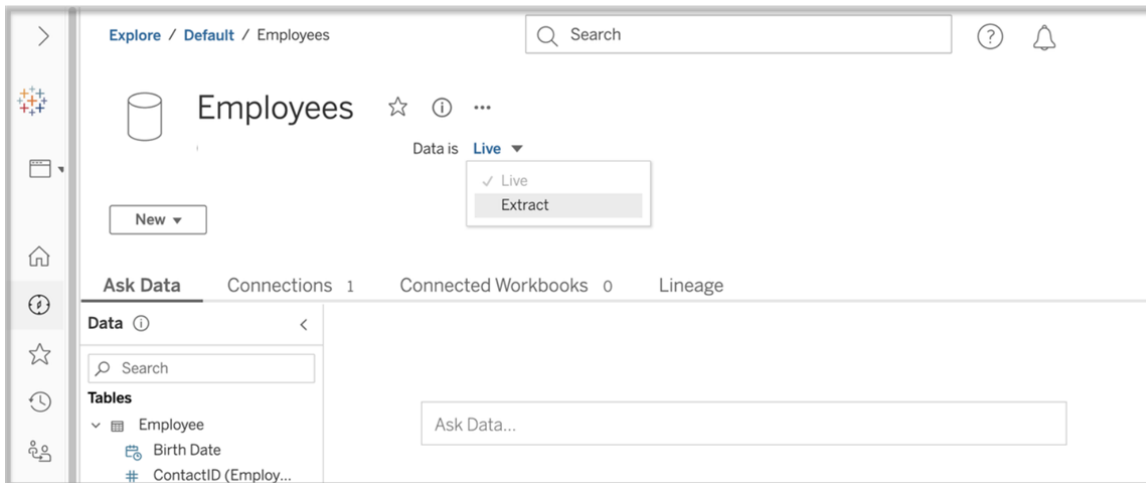 Explore / Default / Employees
Search
Employees
Data is Live
Live
Extract
New
Ask Data Connections 1 Connected Workbooks 0 Lineage
Data
Search
Tables
Employee
Ask Data...
Birth Date
ContactID (Employ...